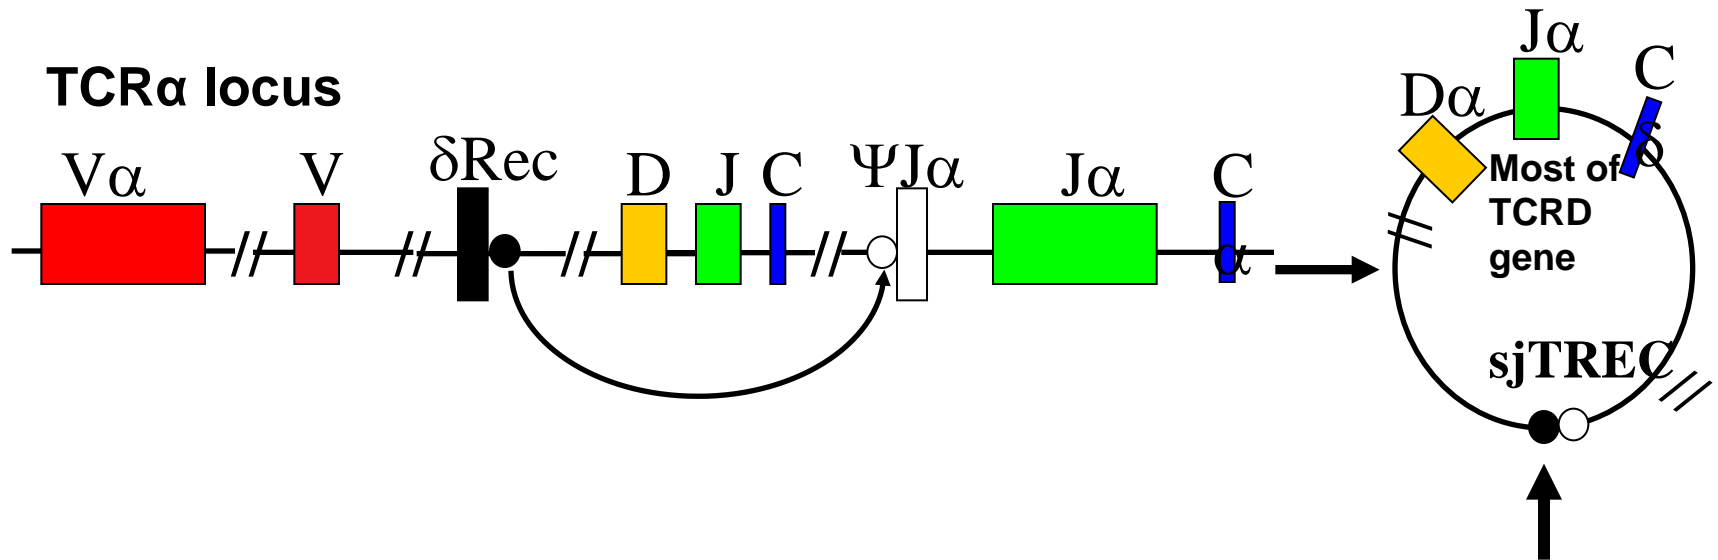 TCRα locus
Vα
V
δRec
D
J
C
ΨJα
Jα
C
α
Dα
Jα
C
δ
Most of
TCRD
gene
sjTREC